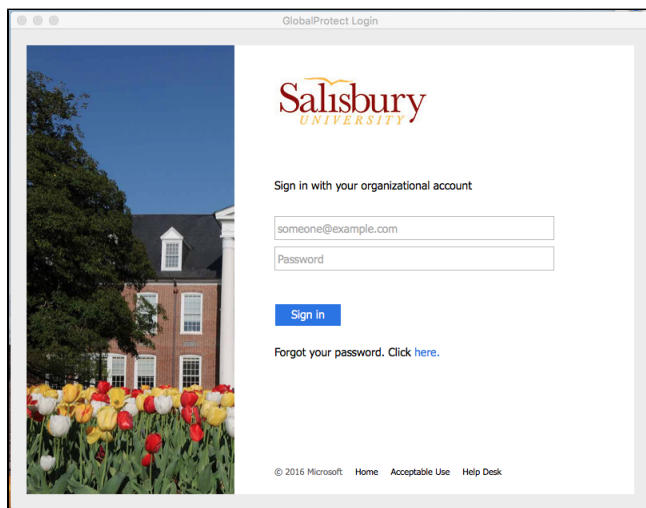 GlobalProtect Login
Salisbury
UNIVERSITY
Sign in with your organizational account
someone@example.com
Password
Sign in
Forgot your password. Click here.
© 2016 Microsoft Home Acceptable Use Help Desk